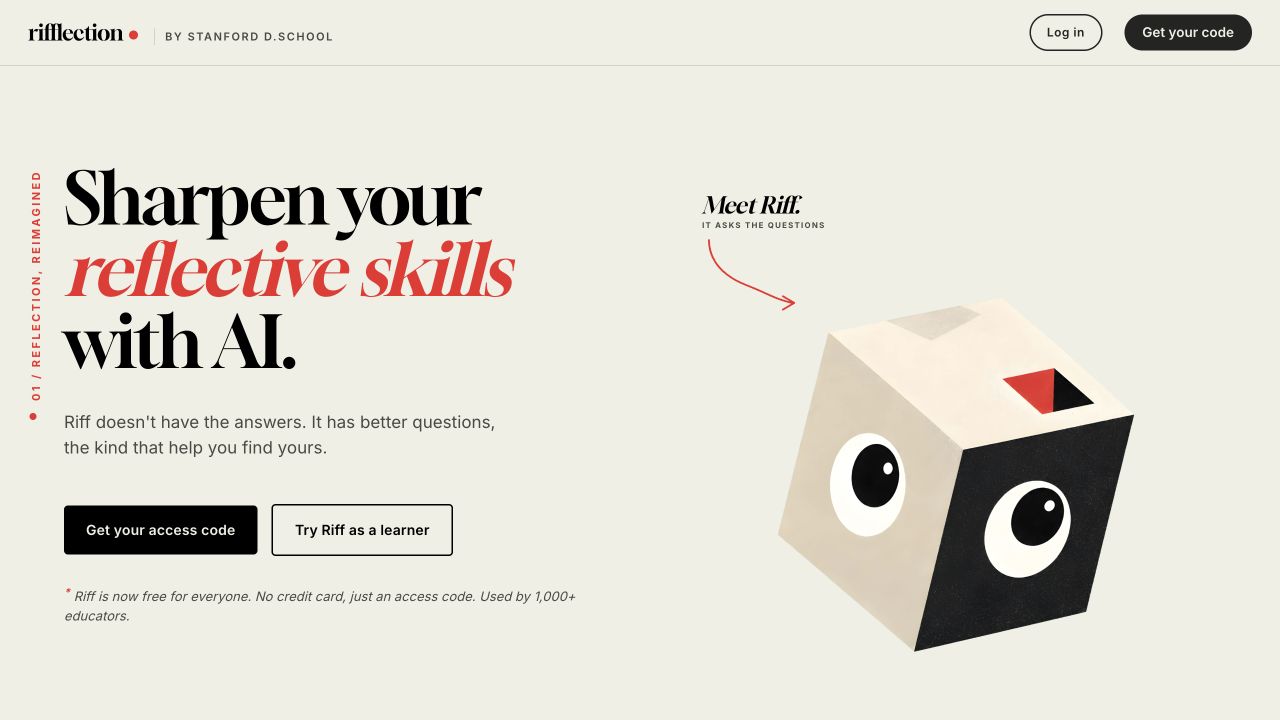 rifflection
BY STANFORD D.SCHOOL
Log in
Get your code
01 / REFLECTION, REIMAGINED
Sharpen your
reflective skills
with AI.
Riff doesn't have the answers. It has better questions,
the kind that help you find yours.
Get your access code
Try Riff as a learner
* Riff is now free for everyone. No credit card, just an access code. Used by 1,000+
educators.
Meet Riff.
IT ASKS THE QUESTIONS